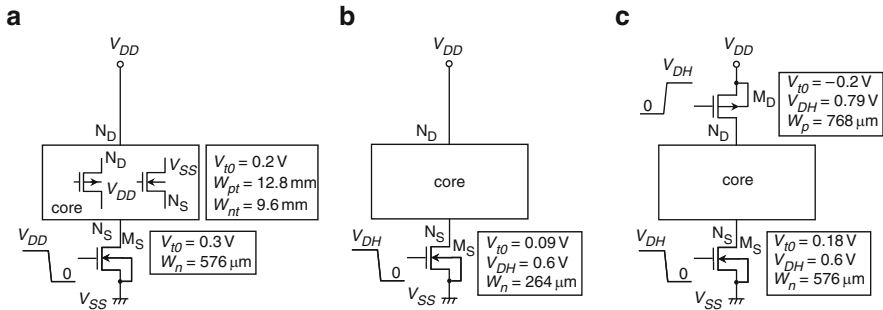 a
V_DD
N_D
N_D
V_SS
V_DD
N_S
core
V_t0 = 0.2 V
W_pt = 12.8 mm
W_nt = 9.6 mm
N_S
M_S
V_DD
0
V_SS
V_t0 = 0.3 V
W_n = 576 μm
b
V_DD
N_D
core
N_S
M_S
V_DH
0
V_SS
V_t0 = 0.09 V
V_DH = 0.6 V
W_n = 264 μm
c
V_DD
V_DH
0
M_D
N_D
V_t0 = −0.2 V
V_DH = 0.79 V
W_p = 768 μm
core
N_S
M_S
V_DH
0
V_SS
V_t0 = 0.18 V
V_DH = 0.6 V
W_n = 576 μm